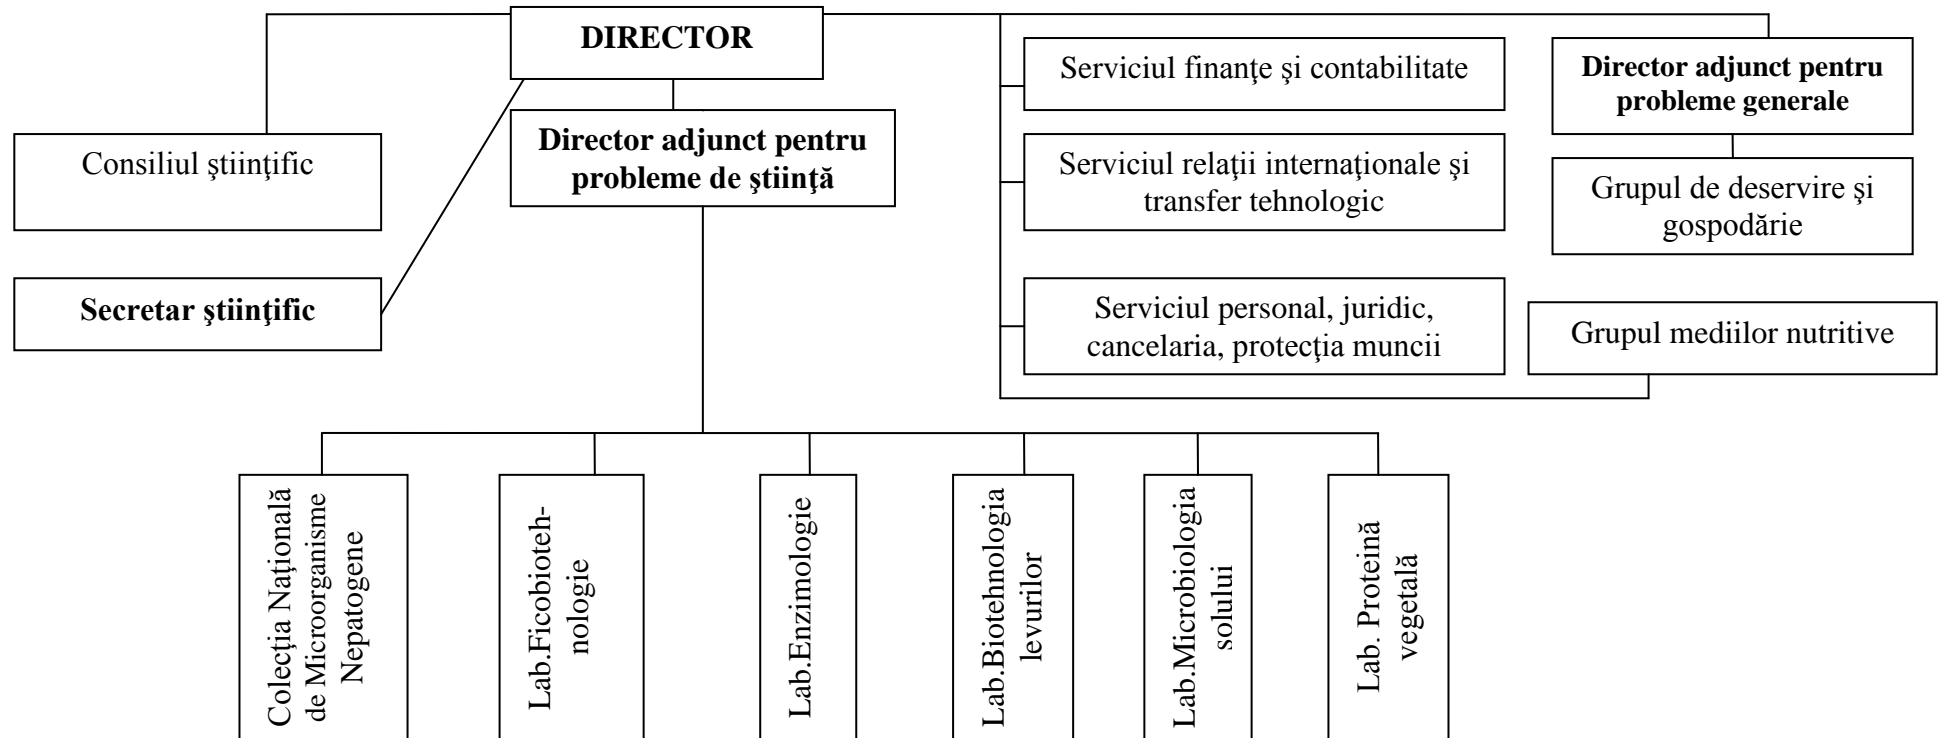 DIRECTOR
Serviciul finanţe şi contabilitate
Director adjunct pentru
probleme generale
Consiliul ştiinţific
Director adjunct pentru
probleme de ştiinţă
Serviciul relaţii internaţionale şi
transfer tehnologic
Grupul de deservire şi
gospodărie
Secretar ştiinţific
Serviciul personal, juridic,
cancelaria, protecţia muncii
Grupul mediilor nutritive
Colecţia Naţională
de Microorganisme
Nepatogene
Lab.Ficobioteh-
nologie
Lab.Enzimologie
Lab.Biotehnologia
levurilor
Lab.Microbiologia
solului
Lab. Proteină
vegetală